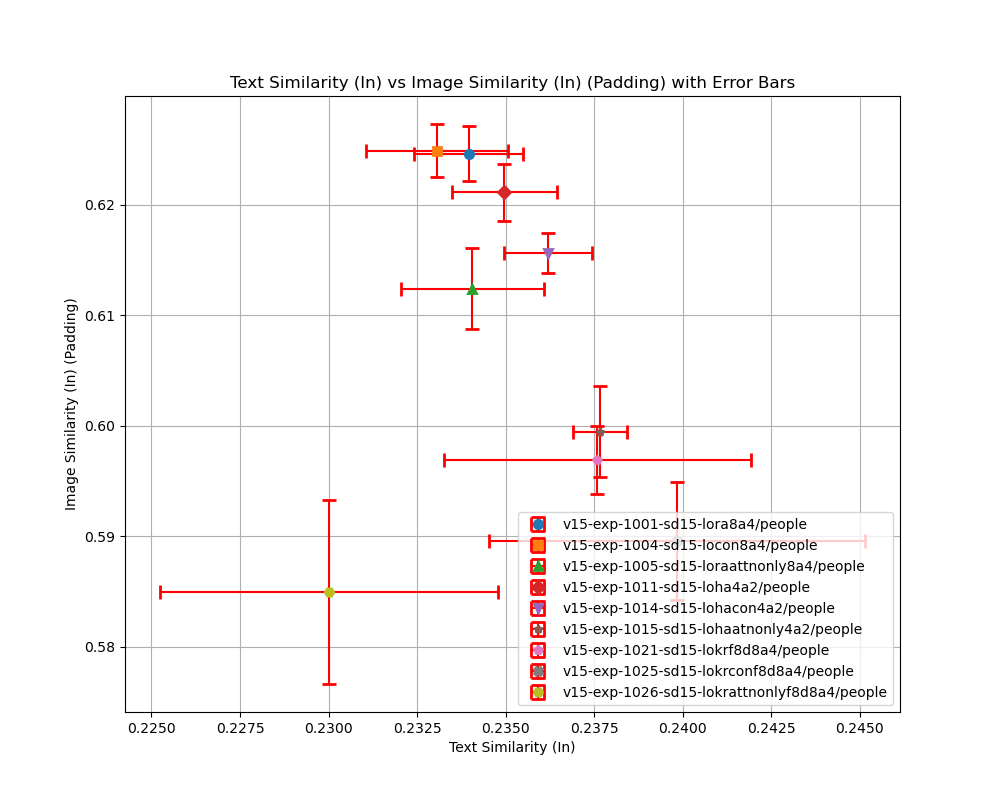 Text Similarity (In) vs Image Similarity (In) (Padding) with Error Bars
Image Similarity (In) (Padding)
0.62
0.61
0.60
0.59
0.58
v15-exp-1001-sd15-lora8a4/people
v15-exp-1004-sd15-locon8a4/people
v15-exp-1005-sd15-loraattnonly8a4/people
v15-exp-1011-sd15-loha4a2/people
v15-exp-1014-sd15-lohacon4a2/people
v15-exp-1015-sd15-lohaatnonly4a2/people
v15-exp-1021-sd15-lokrf8d8a4/people
v15-exp-1025-sd15-lokrconf8d8a4/people
v15-exp-1026-sd15-lokrattnonlyf8d8a4/people
0.2250 0.2275 0.2300 0.2325 0.2350 0.2375 0.2400 0.2425 0.2450
Text Similarity (In)